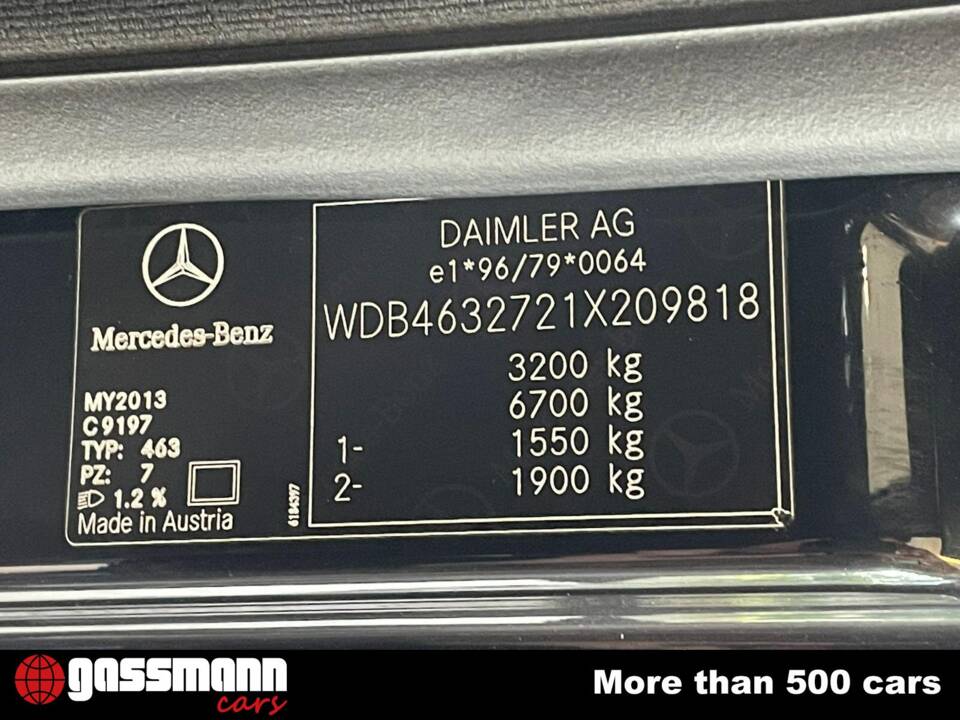 Mercedes-Benz
MY2013
C9197
TYP: 463
PZ: 7
1.2 %
Made in Austria
6184397
DAIMLER AG
e1*96/79*0064
WDB4632721X209818
3200 kg
6700 kg
1- 1550 kg
2- 1900 kg
gassmann
cars
More than 500 cars